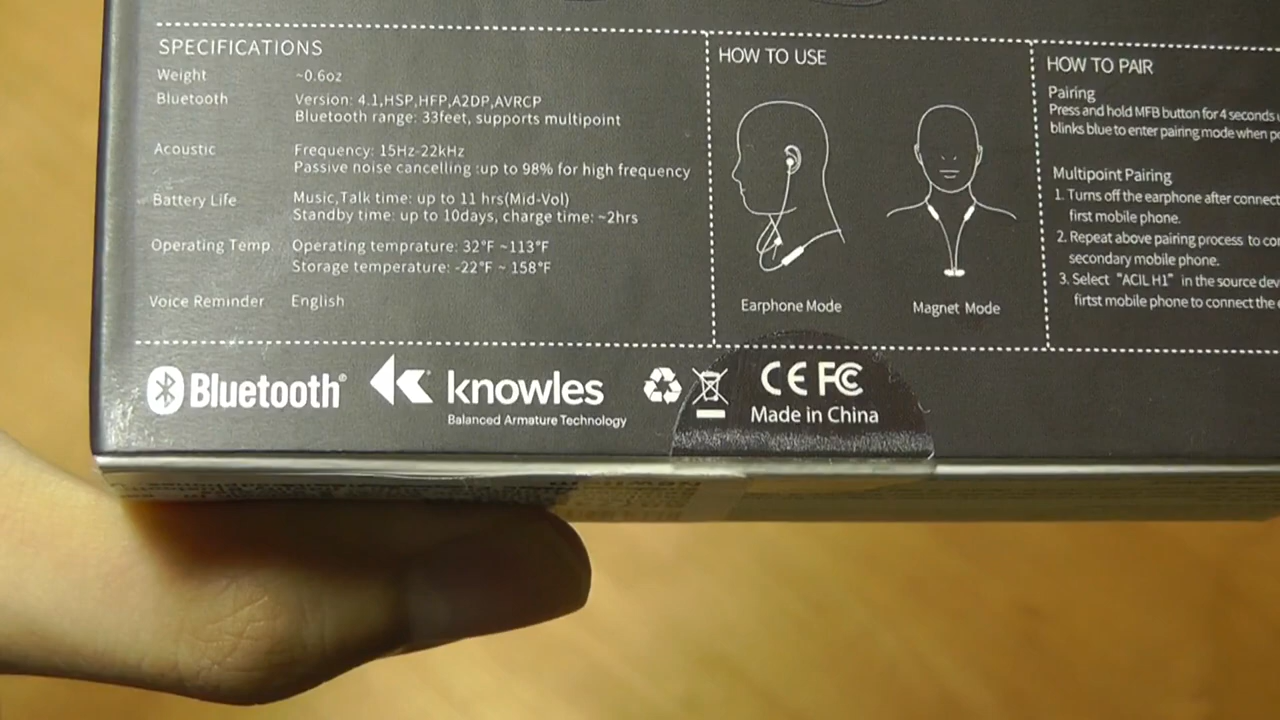 SPECIFICATIONS
Weight ~0.6oz
Bluetooth Version: 4.1,HSP,HFP,A2DP,AVRCP
Bluetooth range: 33feet, supports multipoint
Acoustic Frequency: 15Hz-22kHz
Passive noise cancelling :up to 98% for high frequency
Battery Life Music,Talk time: up to 11 hrs(Mid-Vol)
Standby time: up to 10days, charge time: ~2hrs
Operating Temp Operating temprature: 32°F ~113°F
Storage temperature: -22°F ~ 158°F
Voice Reminder English
HOW TO USE
Earphone Mode
Magnet Mode
HOW TO PAIR
Pairing
Press and hold MFB button for 4 seconds
blinks blue to enter pairing mode when
Multipoint Pairing
1. Turns off the earphone after connect
first mobile phone.
2. Repeat above pairing process to
secondary mobile phone.
3. Select "ACIL H1" in the source
firtst mobile phone to connect the
Bluetooth®
knowles
Balanced Armature Technology
CE FC
Made in China